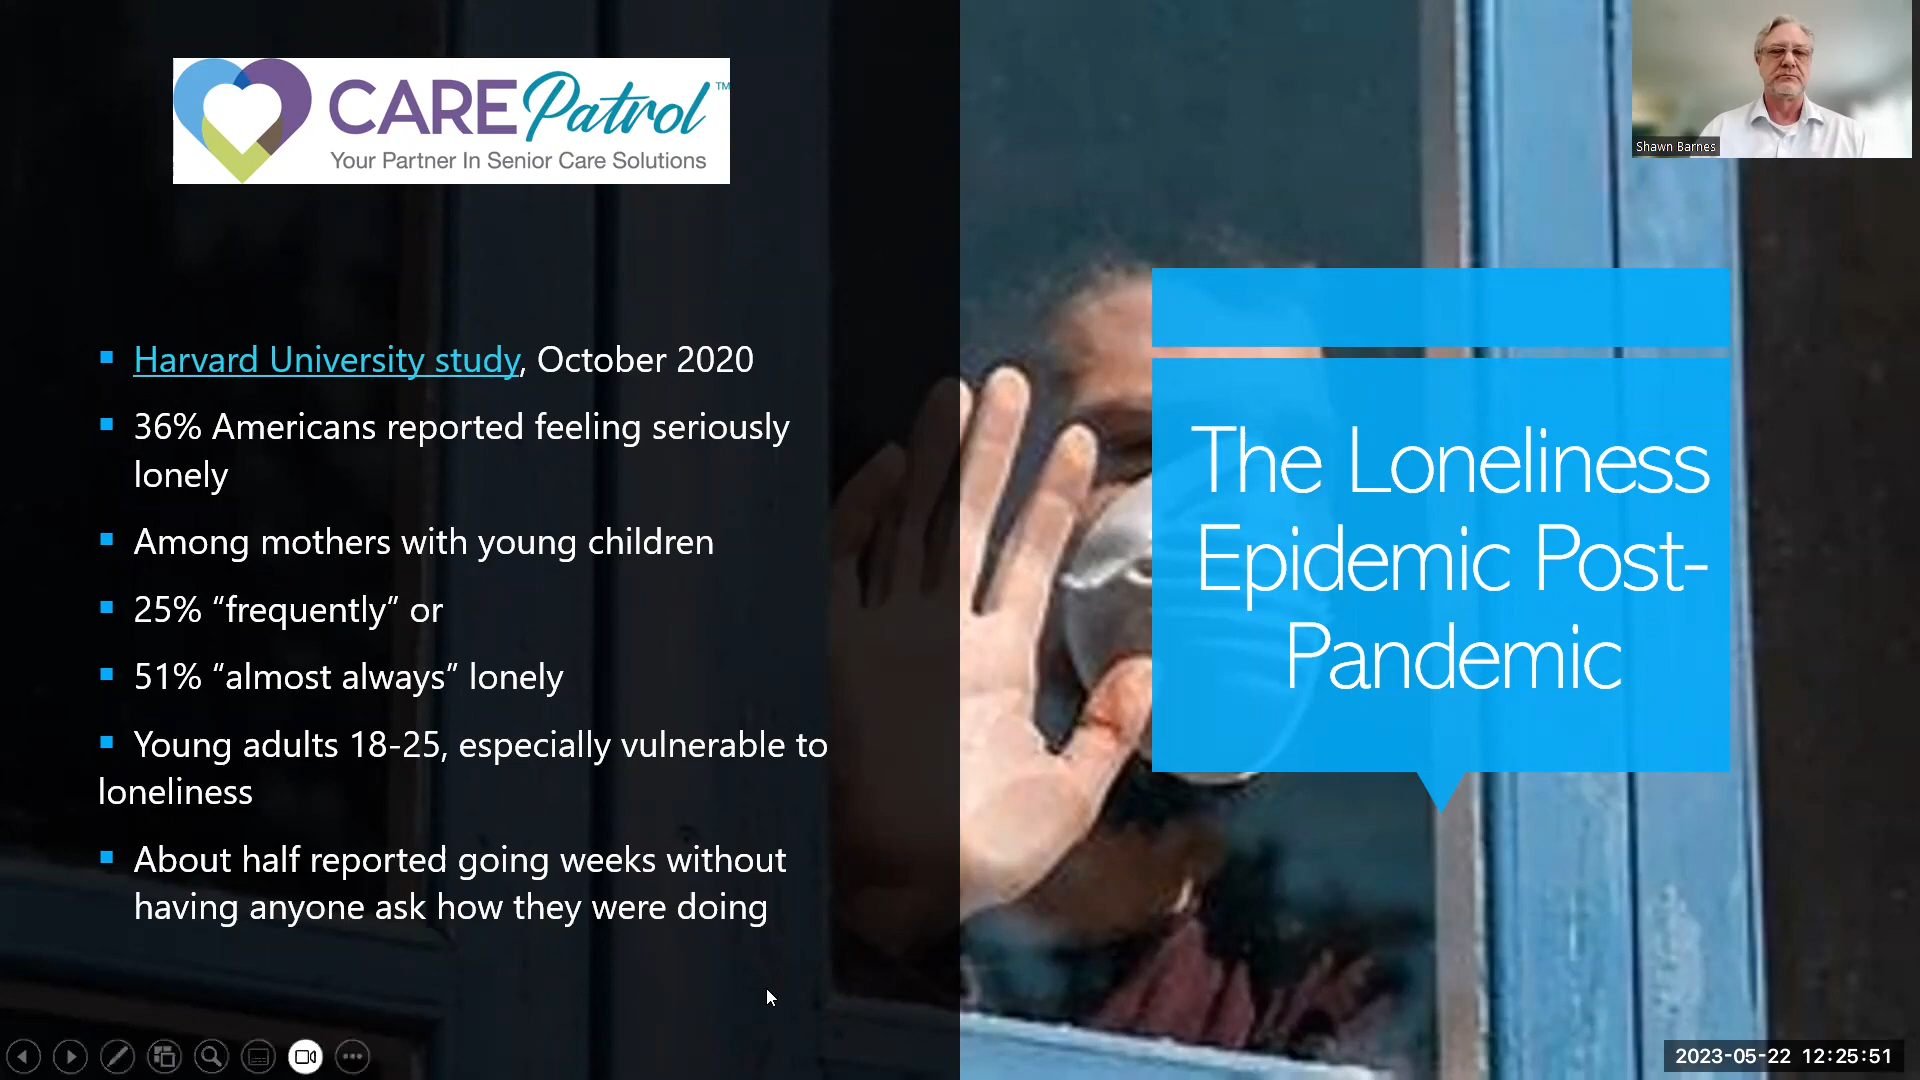 CAREPatrol™
Your Partner In Senior Care Solutions
Harvard University study, October 2020
36% Americans reported feeling seriously
lonely
Among mothers with young children
25% “frequently” or
51% “almost always” lonely
Young adults 18-25, especially vulnerable to
loneliness
About half reported going weeks without
having anyone ask how they were doing
The Loneliness
Epidemic Post-
Pandemic
Shawn Barnes
2023-05-22 12:25:51